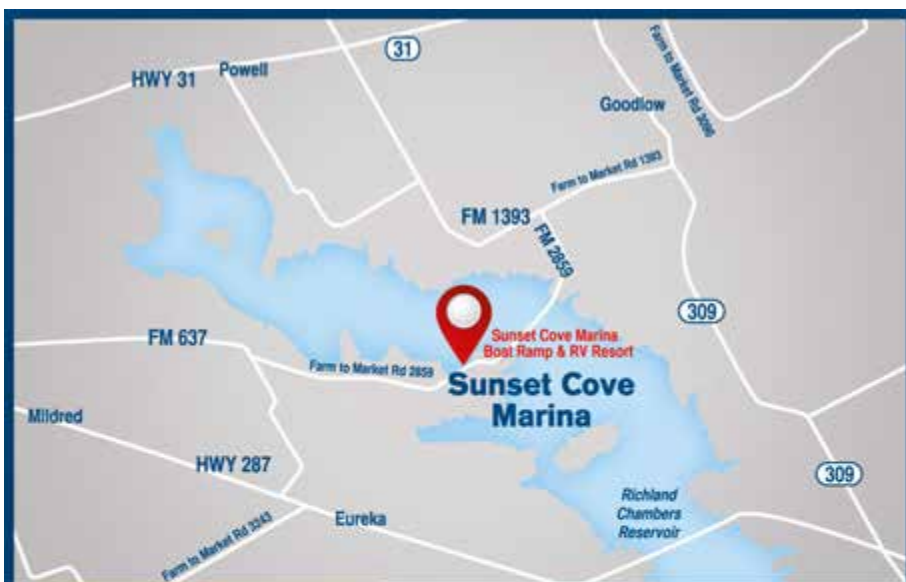 31
Powell
HWY 31
Farm to Market Rd 3096
Goodlow
Farm to Market Rd 1393
FM 1393
FM 2859
309
FM 637
Sunset Cove Marina
Boat Ramp & RV Resort
Farm to Market Rd 2859
Sunset Cove
Marina
Mildred
HWY 287
309
Richland
Chambers
Reservoir
Eureka
Farm to Market Rd 3243